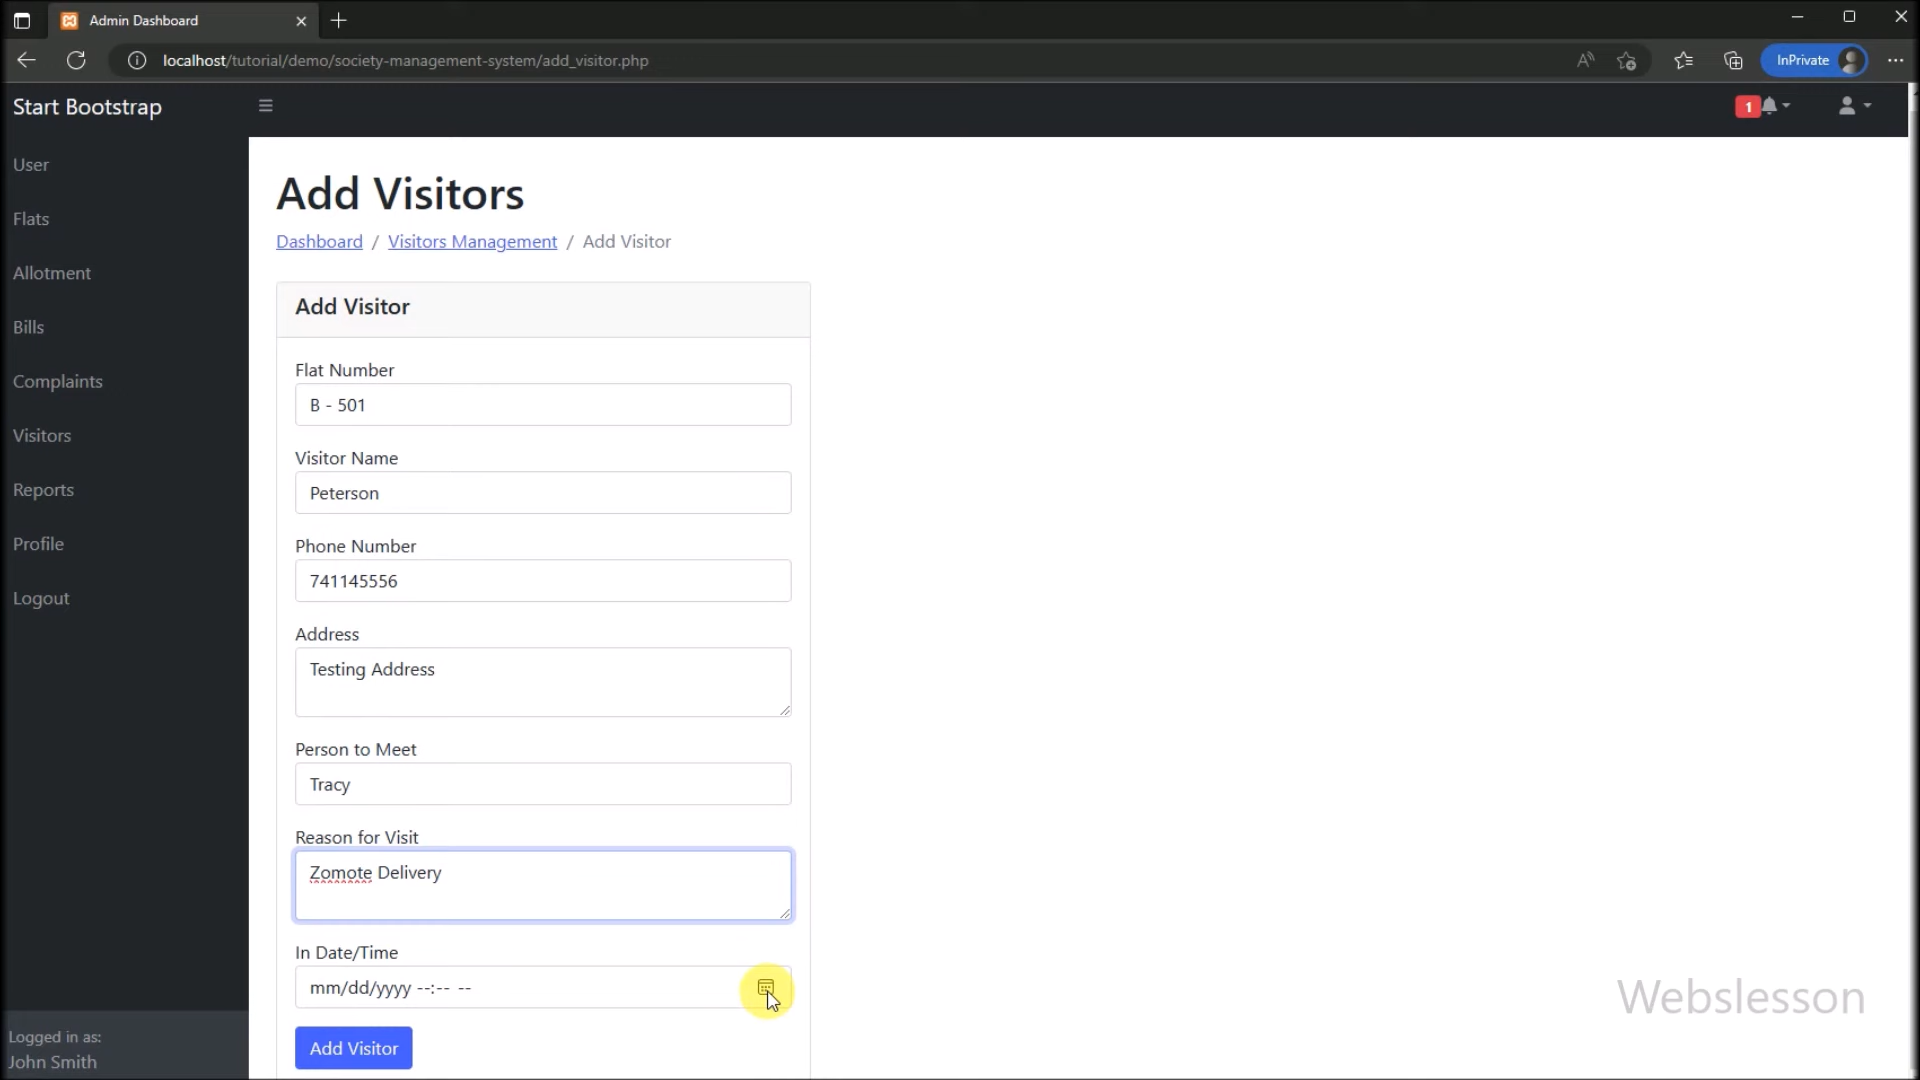 Admin Dashboard
localhost/tutorial/demo/society-management-system/add_visitor.php
InPrivate
Start Bootstrap
1
User
Flats
Allotment
Bills
Complaints
Visitors
Reports
Profile
Logout
Logged in as:
John Smith
Add Visitors
Dashboard / Visitors Management / Add Visitor
Add Visitor
Flat Number
B - 501
Visitor Name
Peterson
Phone Number
741145556
Address
Testing Address
Person to Meet
Tracy
Reason for Visit
Zomote Delivery
In Date/Time
mm/dd/yyyy --:-- --
Add Visitor
Webslesson